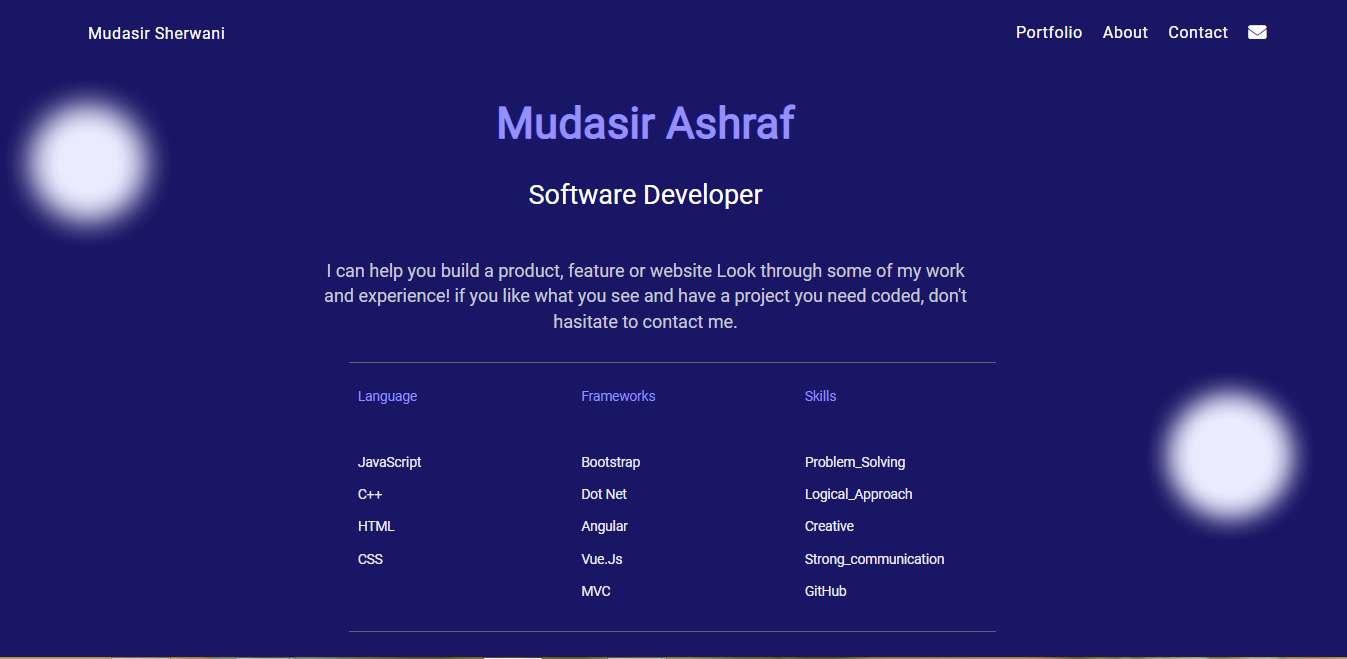 Mudasir Sherwani
Portfolio About Contact
Mudasir Ashraf
Software Developer
I can help you build a product, feature or website Look through some of my work
and experience! if you like what you see and have a project you need coded, don't
hasitate to contact me.
Language Frameworks Skills
JavaScript Bootstrap Problem_Solving
C++ Dot Net Logical_Approach
HTML Angular Creative
CSS Vue.Js Strong_communication
MVC GitHub